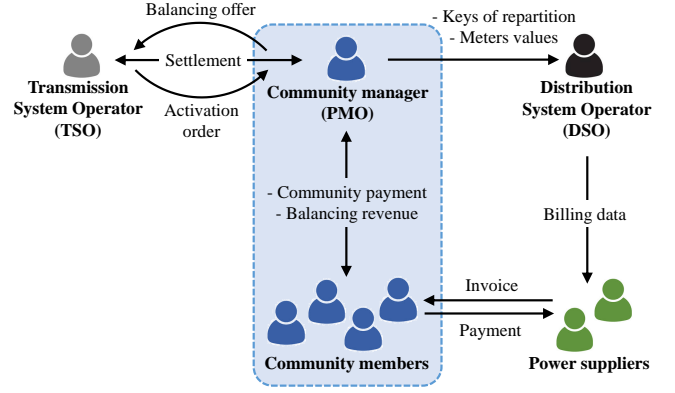 Balancing offer
- Keys of repartition
- Meters values
Settlement
Transmission
System Operator
(TSO)
Activation
order
Community manager
(PMO)
Distribution
System Operator
(DSO)
- Community payment
- Balancing revenue
Billing data
Invoice
Payment
Community members
Power suppliers